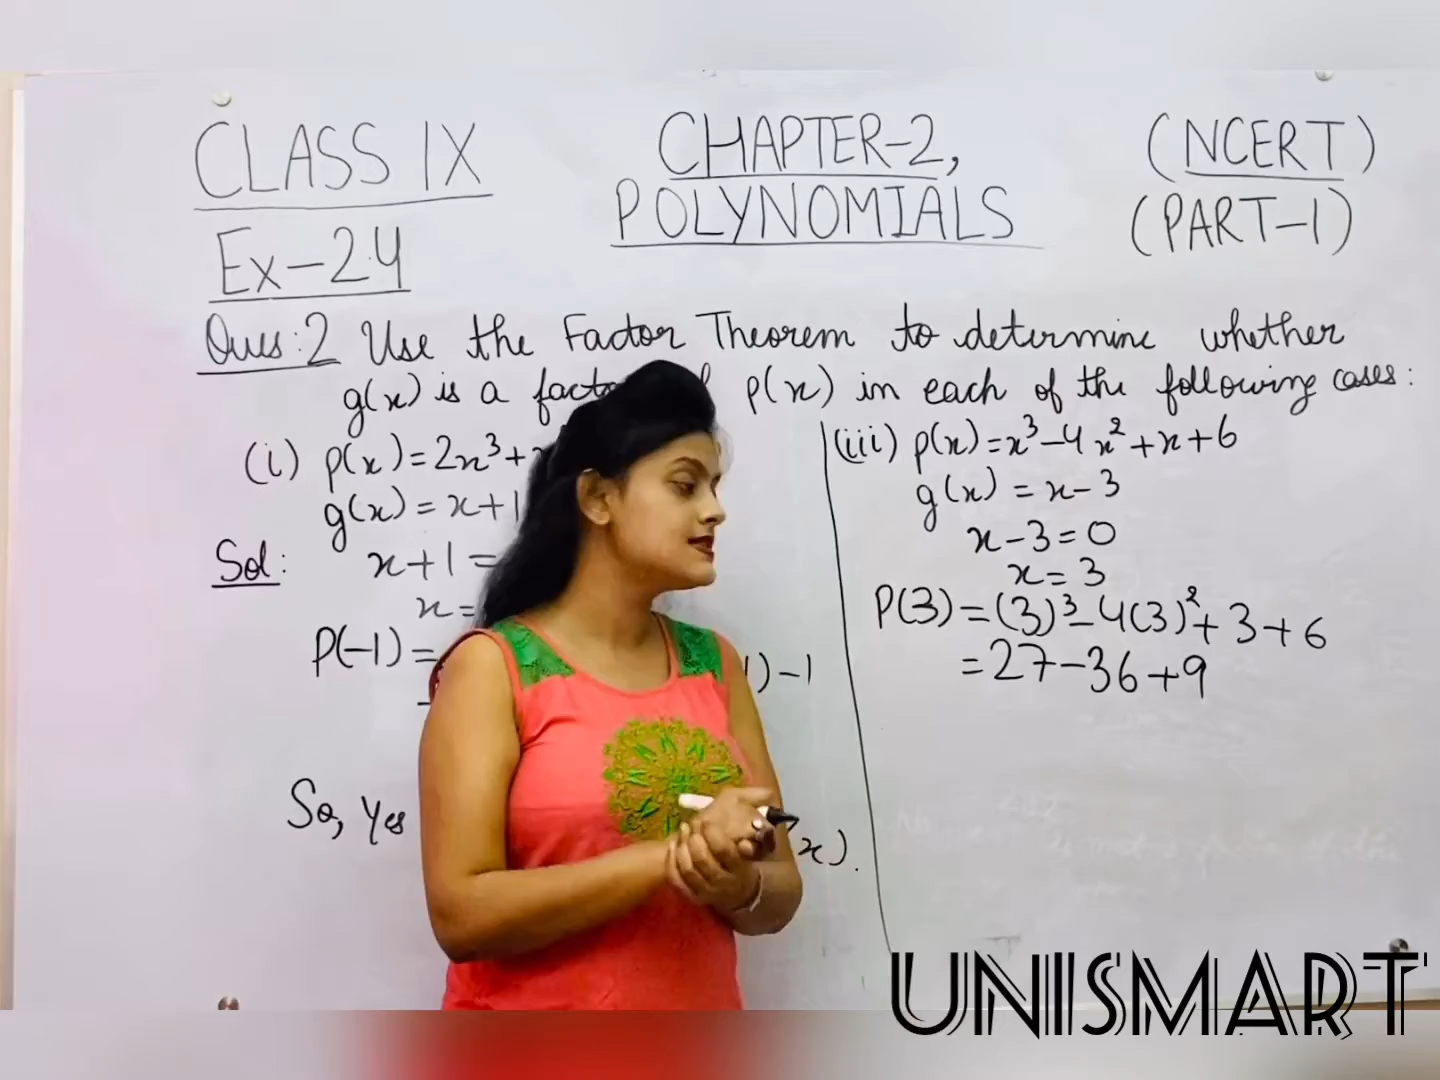 CLASS IX
CHAPTER-2,
POLYNOMIALS
(NCERT)
(PART-1)
Ex-2.4
Ques:2 Use the Factor Theorem to determine whether
g(x) is a p(x) in each of the following cases:
(i) p(x)=2x³+
g(x)=x+1
Sol:
x+1=
x=
P(-1)=
)-1
So, Yes
x).
(iii) p(x)=x³-4x²+x+6
g(x)=x-3
x-3=0
x=3
P(3)=(3)³-4(3)²+3+6
=27-36+9
UNISMART